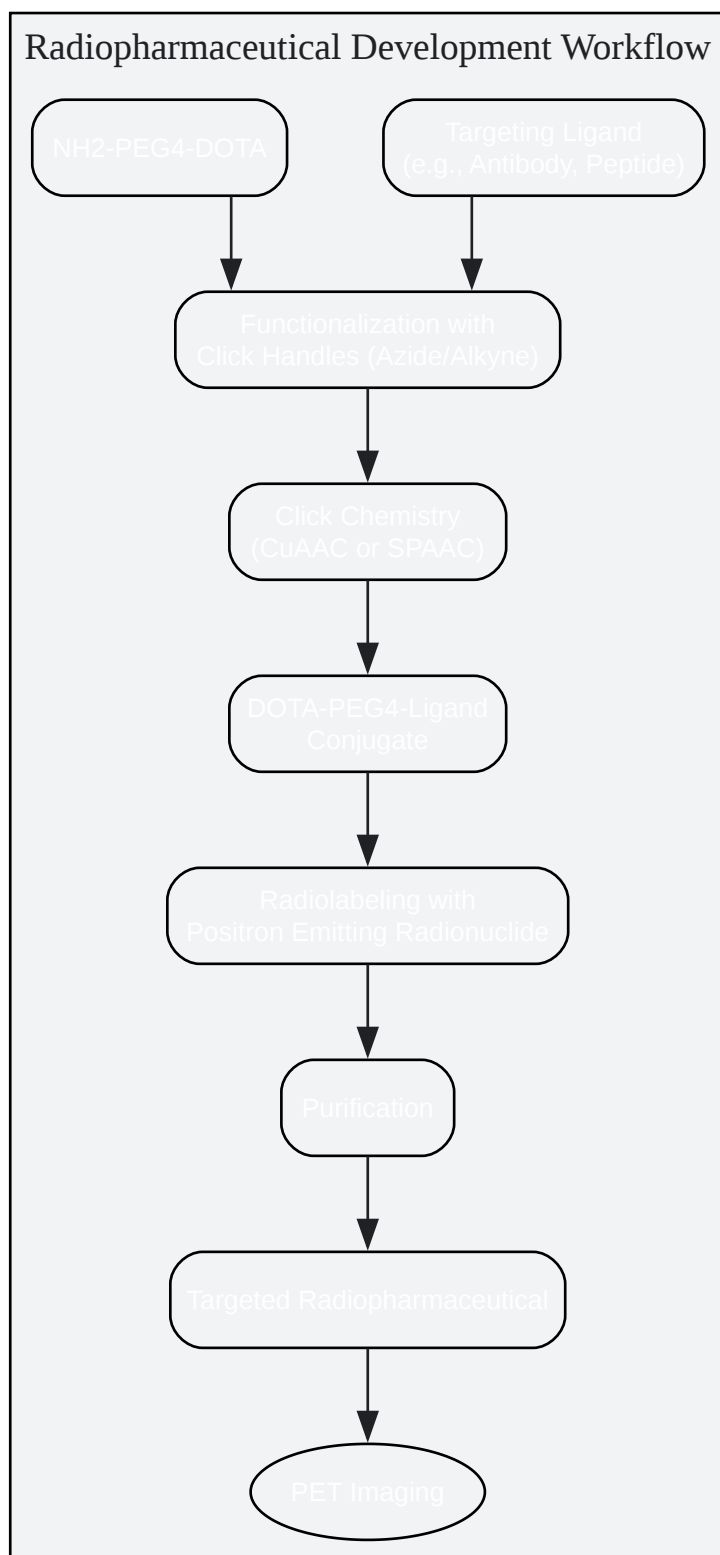 Radiopharmaceutical Development Workflow
NH2-PEG4-DOTA
Targeting Ligand
(e.g., Antibody, Peptide)
Functionalization with
Click Handles (Azide/Alkyne)
Click Chemistry
(CuAAC or SPAAC)
DOTA-PEG4-Ligand
Conjugate
Radiolabeling with
Positron Emitting Radionuclide
Purification
Targeted Radiopharmaceutical
PET Imaging